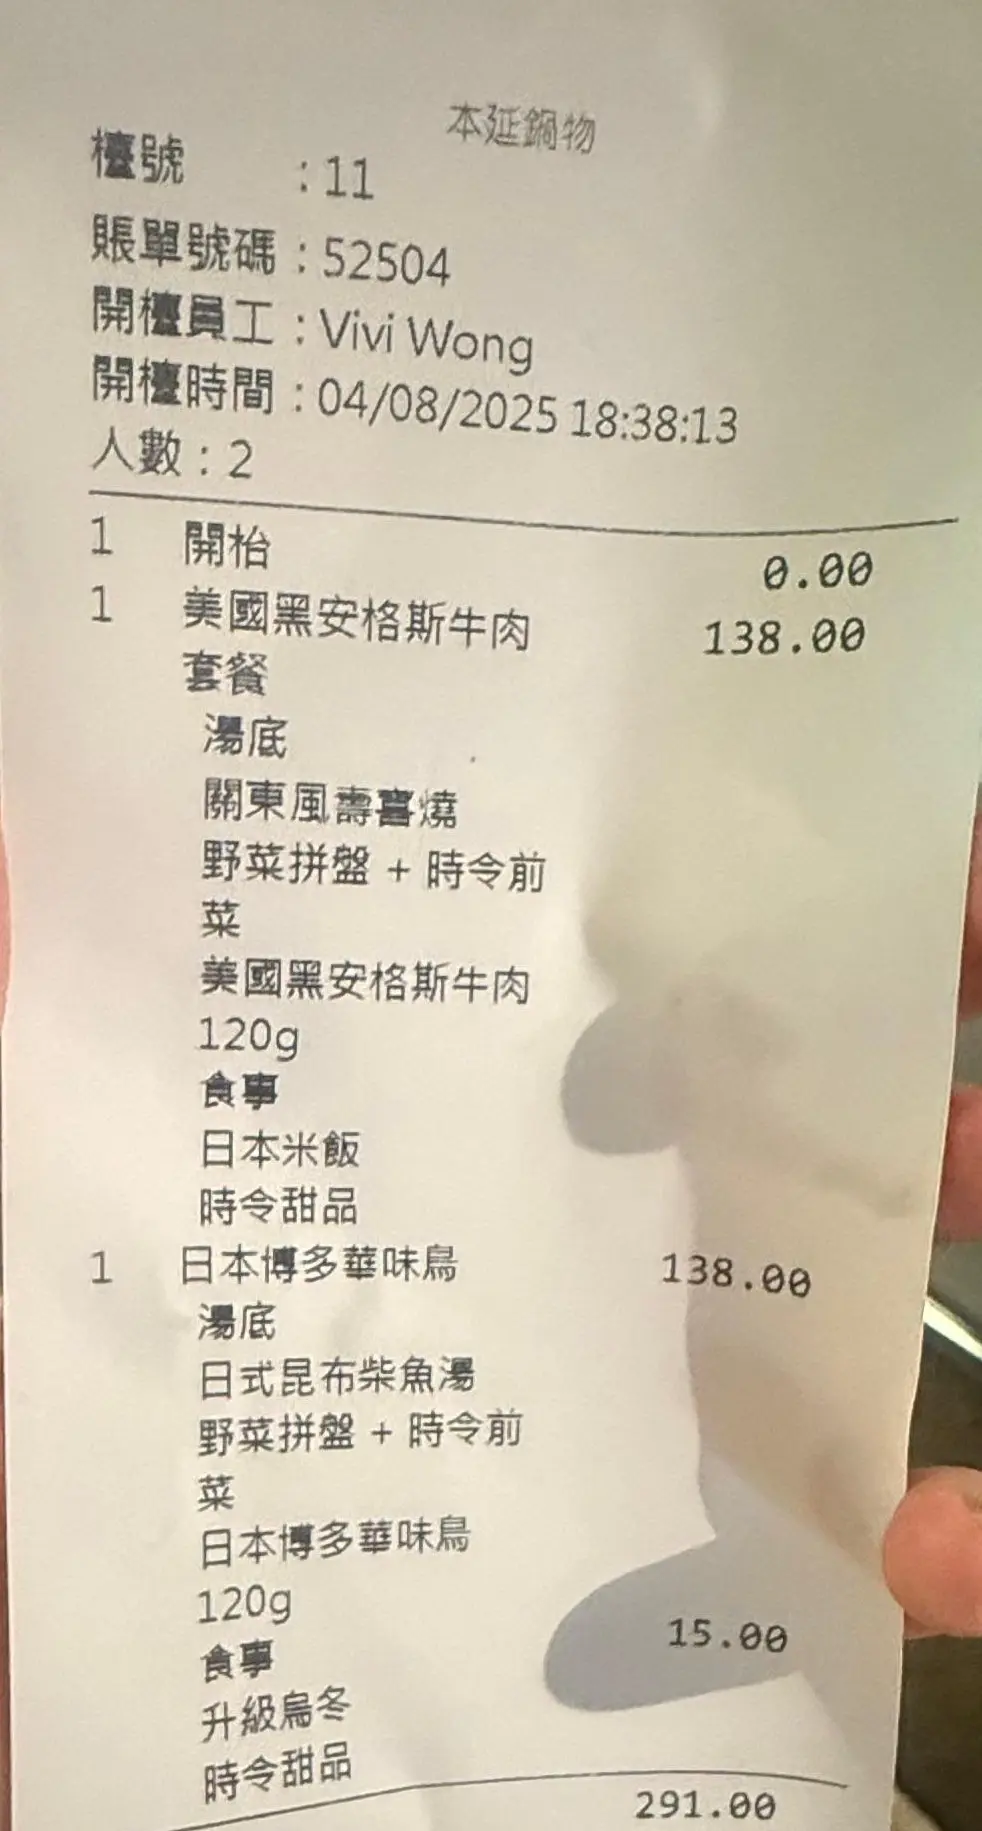 本延鍋物
檯號 : 11
賬單號碼 : 52504
開檯員工 : Vivi Wong
開檯時間 : 04/08/2025 18:38:13
人數 : 2
1 開枱 0.00
1 美國黑安格斯牛肉 138.00
套餐
湯底
關東風壽喜燒
野菜拼盤 + 時令前
菜
美國黑安格斯牛肉
120g
食事
日本米飯
時令甜品
1 日本博多華味鳥 138.00
湯底
日式昆布柴魚湯
野菜拼盤 + 時令前
菜
日本博多華味鳥
120g
食事 15.00
升級烏冬
時令甜品
291.00